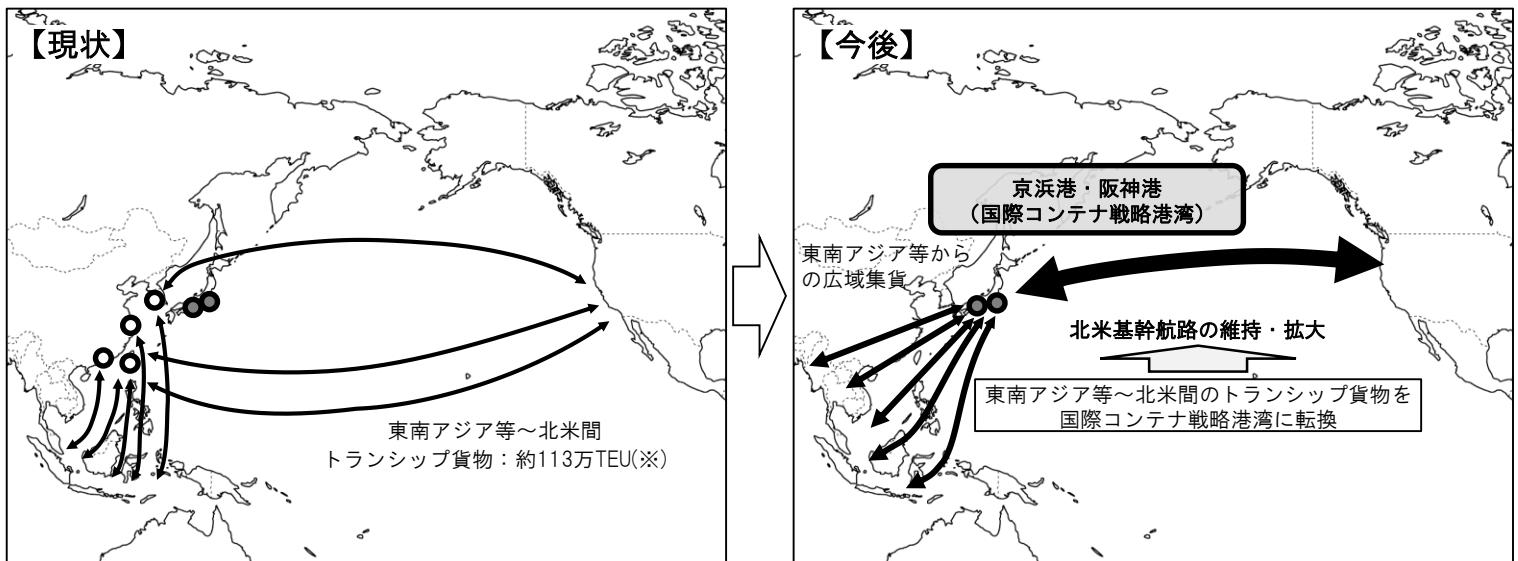 【現状】
東南アジア等～北米間
トランシップ貨物：約113万TEU(※)
【今後】
京浜港・阪神港
（国際コンテナ戦略港湾）
東南アジア等から
の広域集貨
北米基幹航路の維持・拡大
東南アジア等～北米間のトランシップ貨物を
国際コンテナ戦略港湾に転換